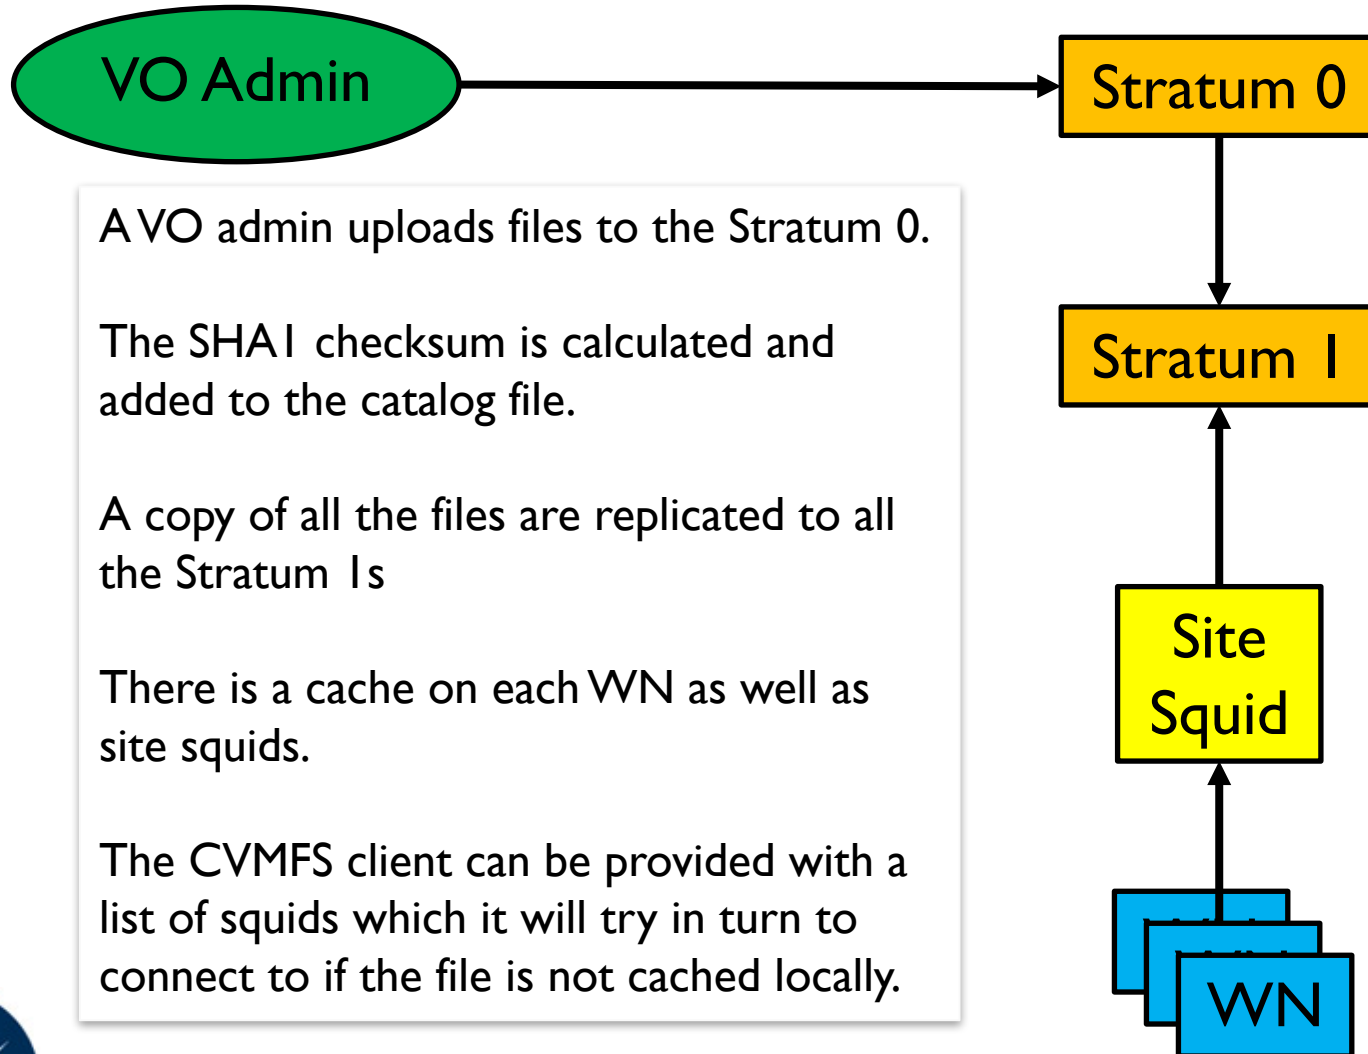 VO Admin
Stratum 0
A VO admin uploads files to the Stratum 0.
The SHA1 checksum is calculated and
added to the catalog file.
A copy of all the files are replicated to all
the Stratum 1s
There is a cache on each WN as well as
site squids.
The CVMFS client can be provided with a
list of squids which it will try in turn to
connect to if the file is not cached locally.
Stratum 1
Site
Squid
WN